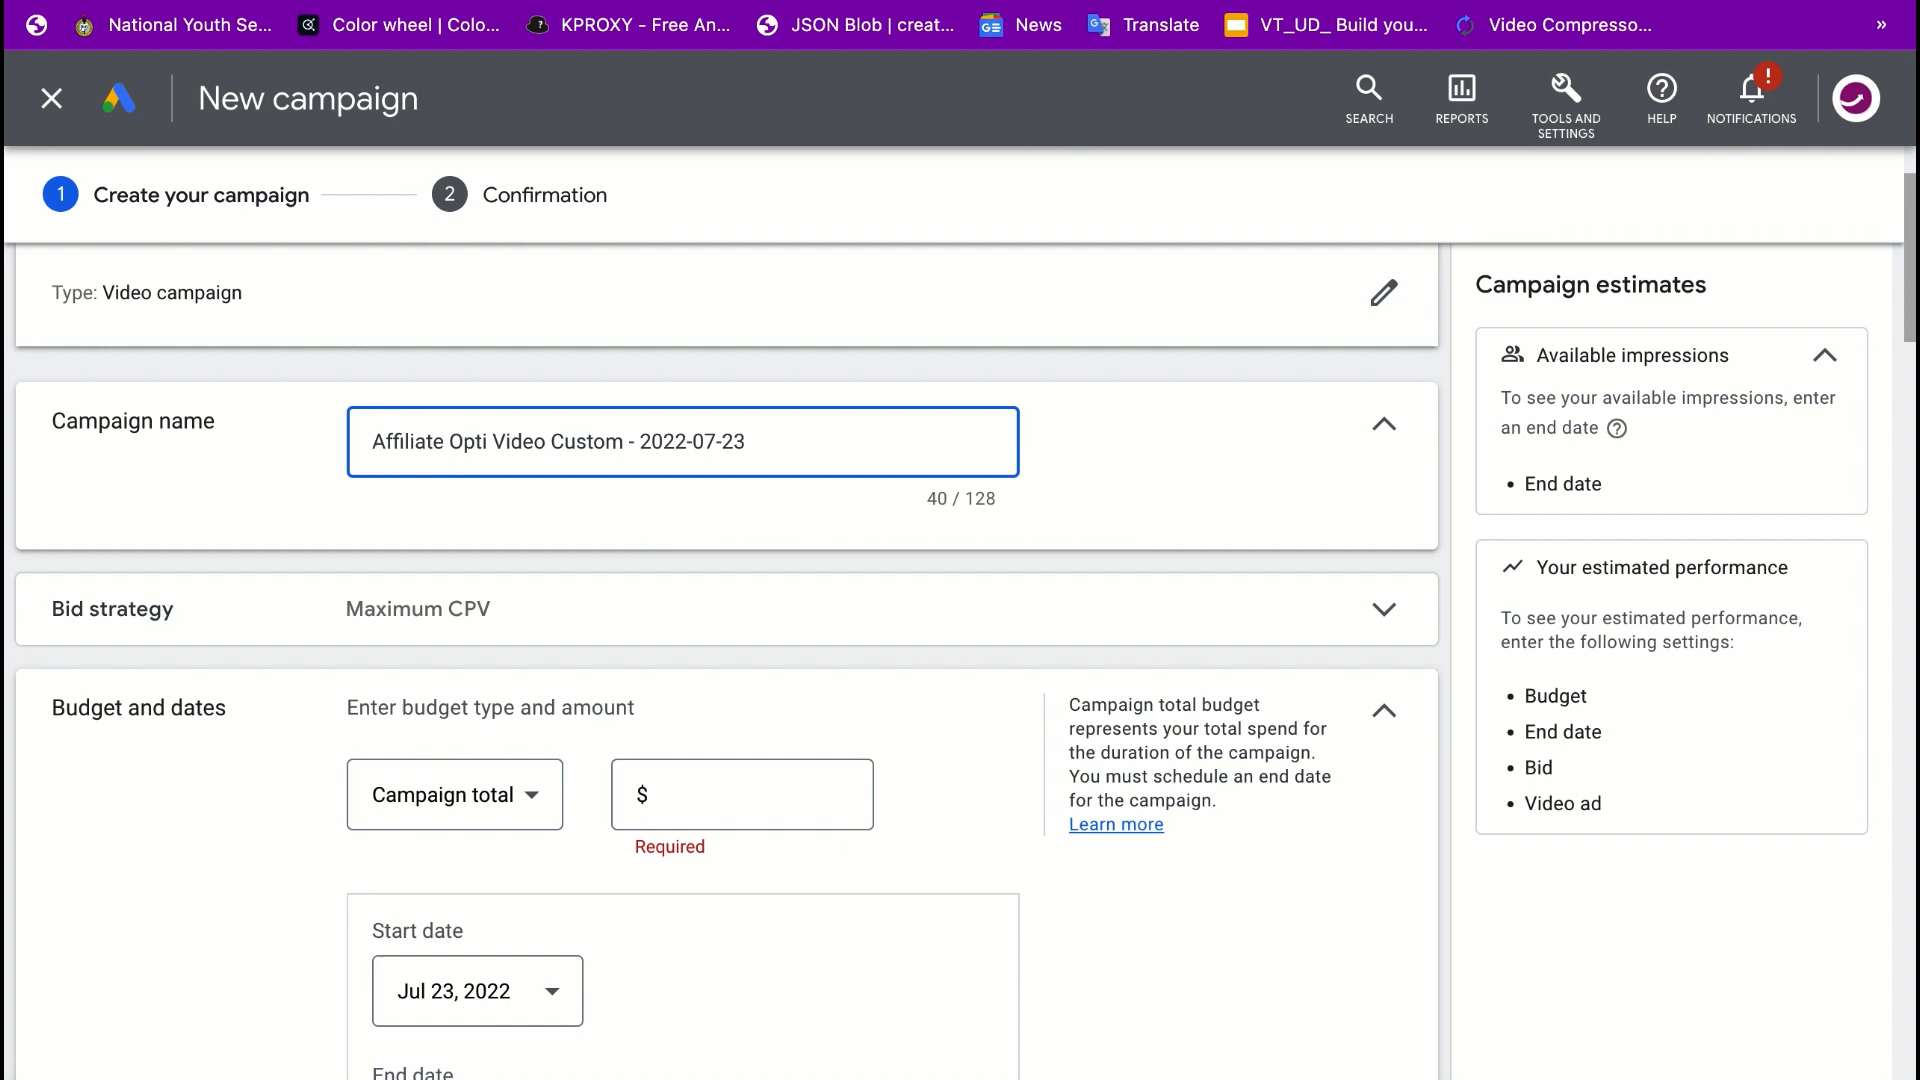 National Youth Se...
Color wheel | Colo...
KPROXY - Free An...
JSON Blob | creat...
News
Translate
VT_UD_ Build you...
Video Compresso...
»
New campaign
SEARCH
REPORTS
TOOLS AND
SETTINGS
HELP
!
NOTIFICATIONS
1 Create your campaign
2 Confirmation
Type: Video campaign
Campaign name
Affiliate Opti Video Custom - 2022-07-23
40 / 128
Bid strategy
Maximum CPV
Budget and dates
Enter budget type and amount
Campaign total
$
Required
Campaign total budget
represents your total spend for
the duration of the campaign.
You must schedule an end date
for the campaign.
Learn more
Start date
Jul 23, 2022
End date
Campaign estimates
Available impressions
To see your available impressions, enter
an end date
• End date
Your estimated performance
To see your estimated performance,
enter the following settings:
• Budget
• End date
• Bid
• Video ad